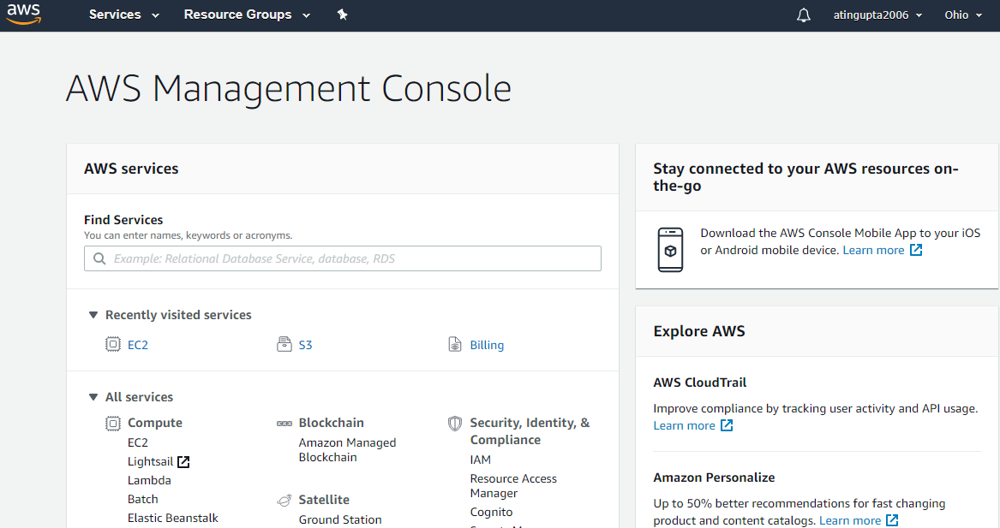 aws
Services
Resource Groups
atingupta2006
Ohio
AWS Management Console
AWS services
Find Services
You can enter names, keywords or acronyms.
Example: Relational Database Service, database, RDS
Recently visited services
EC2
S3
Billing
All services
Compute
EC2
Lightsail
Lambda
Batch
Elastic Beanstalk
Blockchain
Amazon Managed
Blockchain
Satellite
Ground Station
Security, Identity, &
Compliance
IAM
Resource Access
Manager
Cognito
Stay connected to your AWS resources on-
the-go
Download the AWS Console Mobile App to your iOS
or Android mobile device. Learn more
Explore AWS
AWS CloudTrail
Improve compliance by tracking user activity and API usage.
Learn more
Amazon Personalize
Up to 50% better recommendations for fast changing
product and content catalogs. Learn more